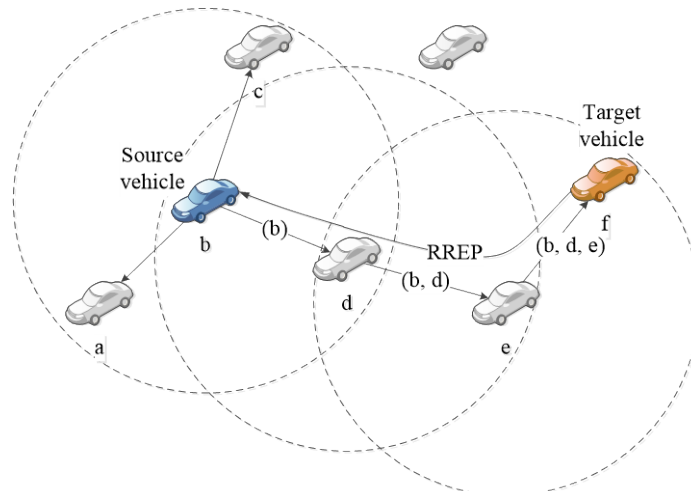 c
Source
vehicle
b
(b)
a
d
RREP
(b, d)
e
Target
vehicle
f
(b, d, e)